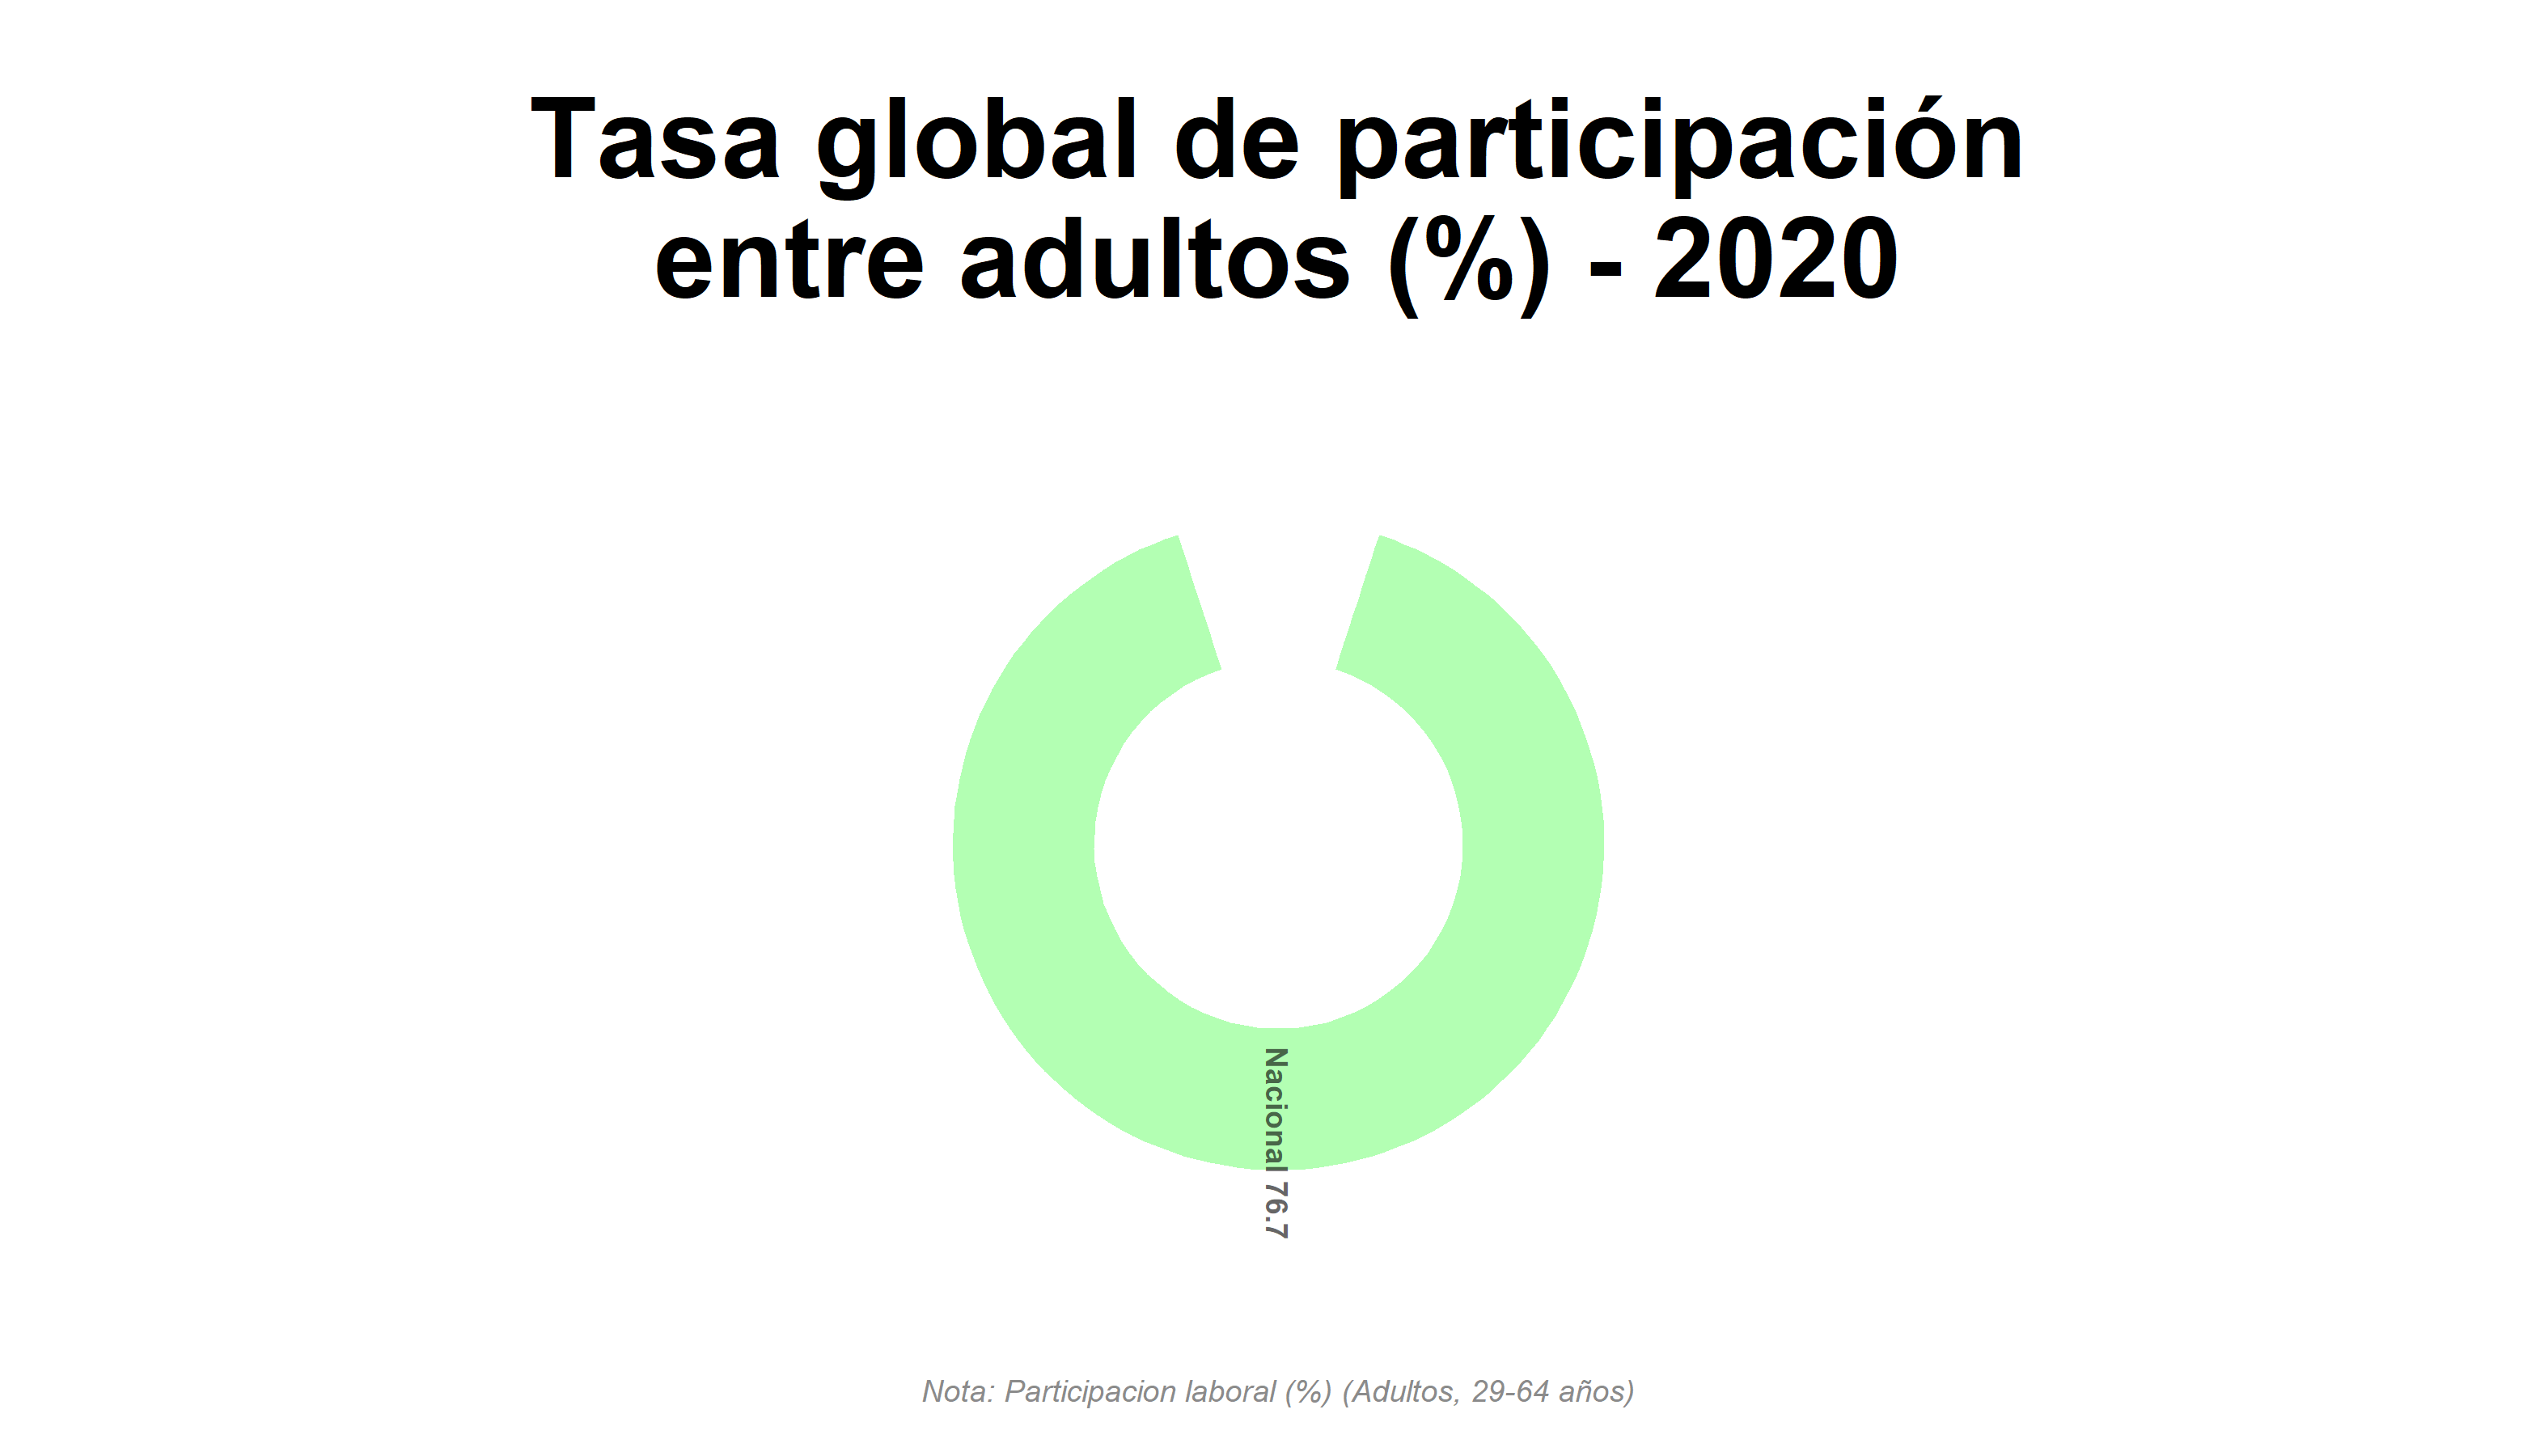 Tasa global de participación
entre adultos (%) - 2020
Nacional 76.7
Nota: Participacion laboral (%) (Adultos, 29-64 años)